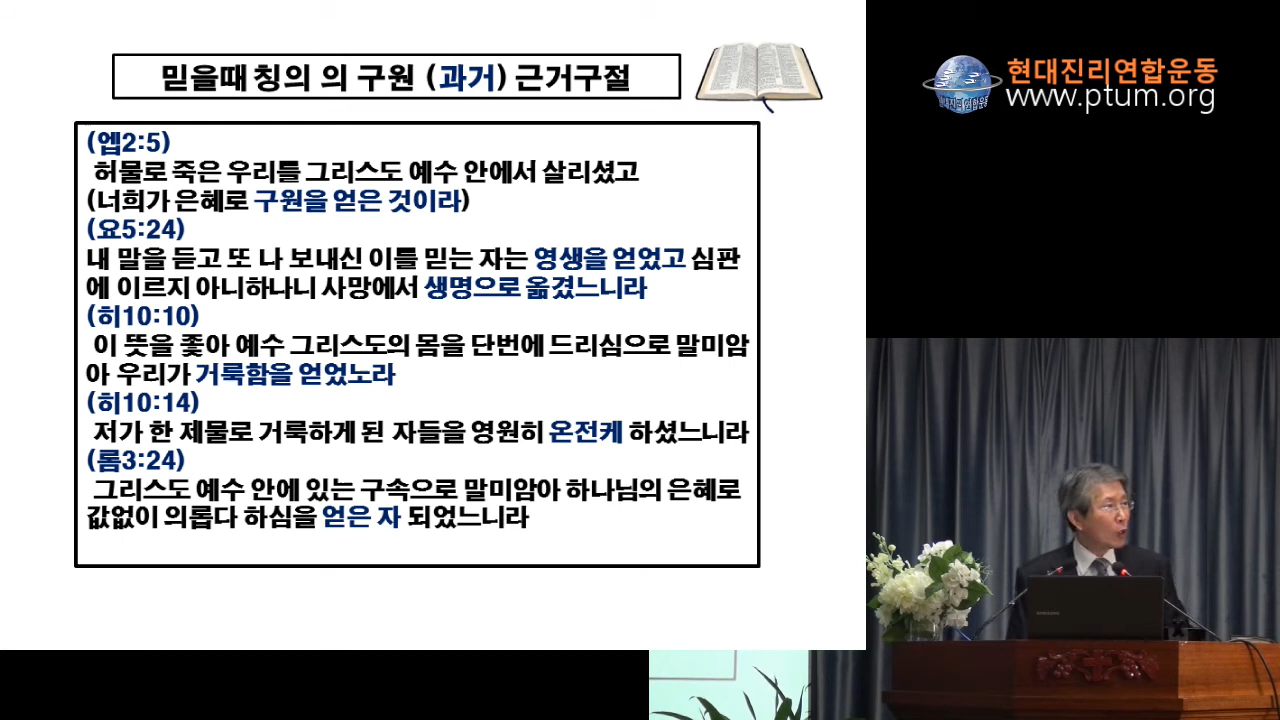 믿을때 칭의 의 구원 (과거) 근거구절
(엡2:5)
허물로 죽은 우리를 그리스도 예수 안에서 살리셨고
(너희가 은혜로 구원을 얻은 것이라)
(요5:24)
내 말을 듣고 또 나 보내신 이를 믿는 자는 영생을 얻었고 심판
에 이르지 아니하나니 사망에서 생명으로 옮겼느니라
(히10:10)
이 뜻을 좇아 예수 그리스도의 몸을 단번에 드리심으로 말미암
아 우리가 거룩함을 얻었노라
(히10:14)
저가 한 제물로 거룩하게 된 자들을 영원히 온전케 하셨느니라
(롬3:24)
그리스도 예수 안에 있는 구속으로 말미암아 하나님의 은혜로
값없이 의롭다 하심을 얻은 자 되었느니라
현대진리연합운동
www.ptum.org
현대진리연합운동
SAMSUNG